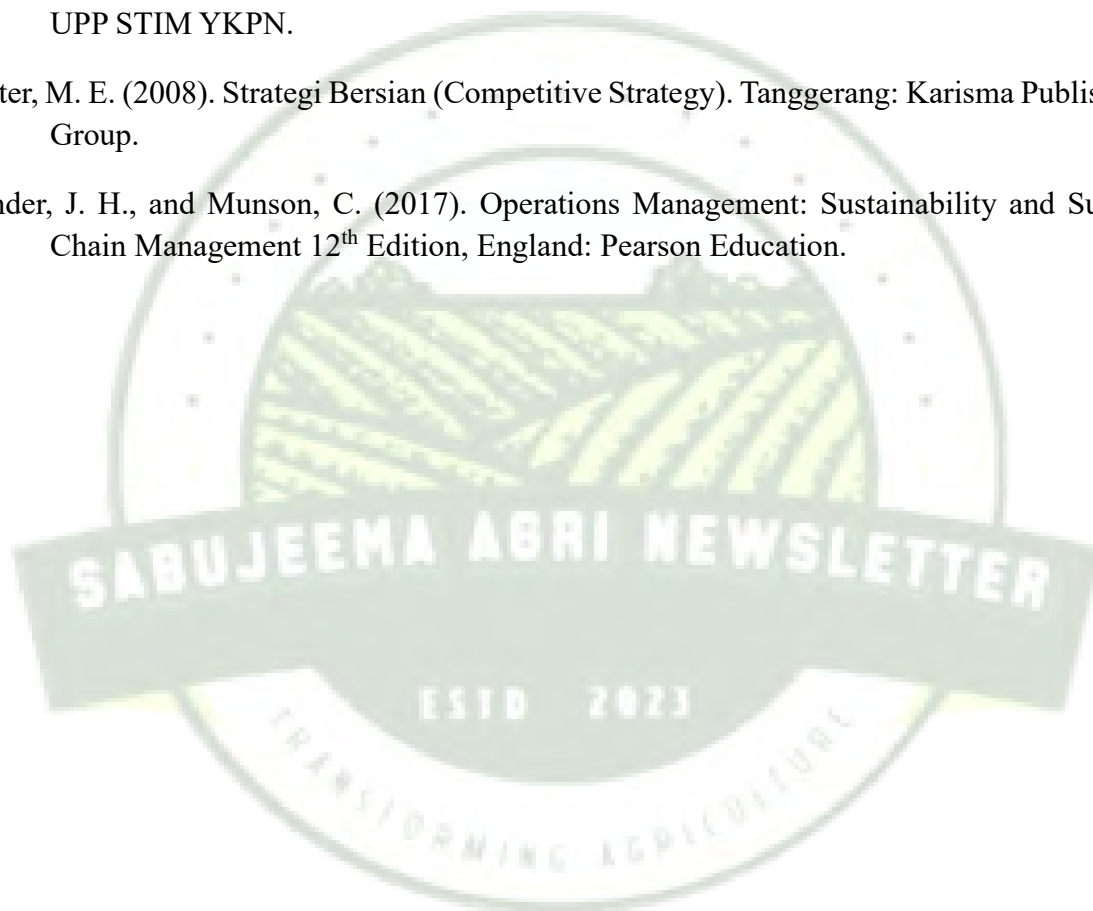 UPP STIM YKPN.
ter, M. E. (2008). Strategi Bersian (Competitive Strategy). Tanggerang: Karisma Publis
Group.
nder, J. H., and Munson, C. (2017). Operations Management: Sustainability and Su
Chain Management 12th Edition, England: Pearson Education.
SABUJEEMA AGRI NEWSLETTER
ESTD 2023
TRANSFORMING AGRICULTURE